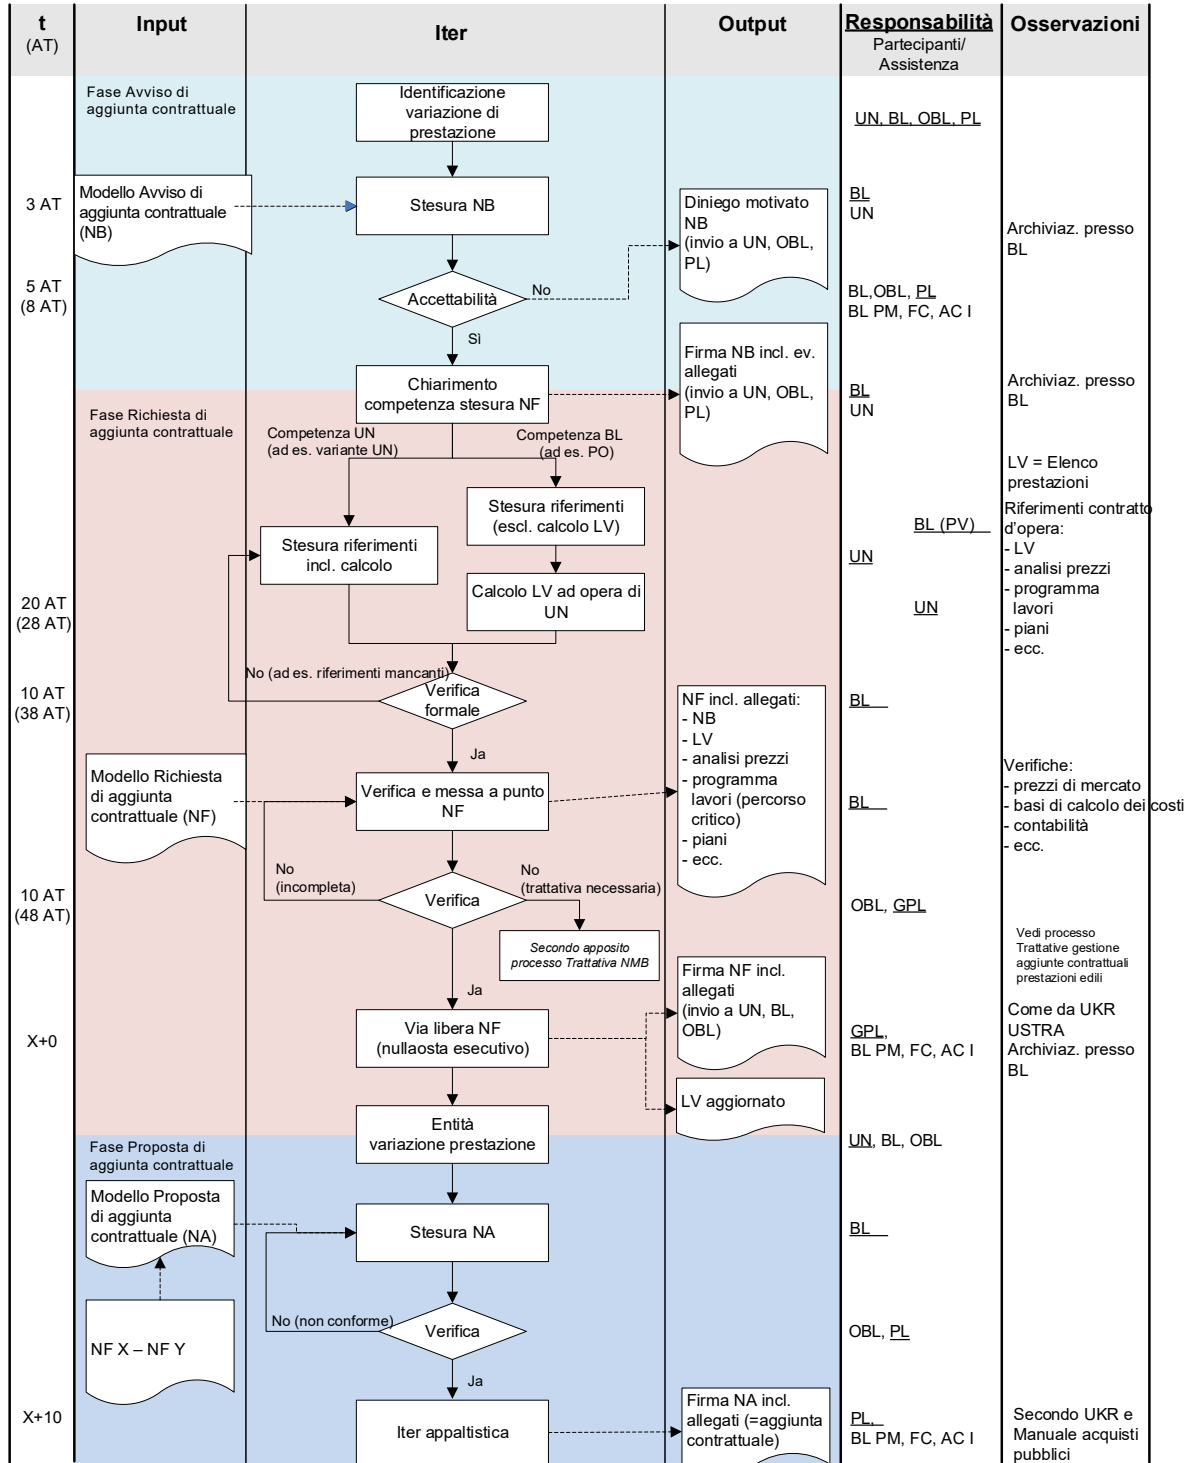 t
(AT)
Input
Iter
Output
Responsabilità
Partecipanti/
Assistenza
Osservazioni
Fase Avviso di
aggiunta contrattuale
Identificazione
variazione di
prestazione
UN, BL, OBL, PL
3 AT
Modello Avviso di
aggiunta contrattuale
(NB)
Stesura NB
Diniego motivato
NB
(invio a UN, OBL,
PL)
BL
UN
Archiviaz. presso
BL
5 AT
(8 AT)
Accettabilità
No
Sì
BL,OBL, PL
BL PM, FC, AC I
Chiarimento
competenza stesura NF
Firma NB incl. ev.
allegati
(invio a UN, OBL,
PL)
BL
UN
Archiviaz. presso
BL
Fase Richiesta di
aggiunta contrattuale
Competenza UN
(ad es. variante UN)
Competenza BL
(ad es. PO)
Stesura riferimenti
(escl. calcolo LV)
Stesura riferimenti
incl. calcolo
Calcolo LV ad opera di
UN
BL (PV)
UN
UN
LV = Elenco
prestazioni
Riferimenti contratto
d'opera:
- LV
- analisi prezzi
- programma
lavori
- piani
- ecc.
20 AT
(28 AT)
No (ad es. riferimenti mancanti)
10 AT
(38 AT)
Verifica
formale
Ja
BL
NF incl. allegati:
- NB
- LV
- analisi prezzi
- programma
lavori (percorso
critico)
- piani
- ecc.
Modello Richiesta
di aggiunta
contrattuale (NF)
Verifica e messa a punto
NF
BL
Verifiche:
- prezzi di mercato
- basi di calcolo dei costi
- contabilità
- ecc.
No
(incompleta)
No
(trattativa necessaria)
10 AT
(48 AT)
Verifica
OBL, GPL
Secondo apposito
processo Trattativa NMB
Vedi processo
Trattative gestione
aggiunte contrattuali
prestazioni edili
Ja
Firma NF incl.
allegati
(invio a UN, BL,
OBL)
X+0
Via libera NF
(nullaosta esecutivo)
GPL,
BL PM, FC, AC I
Come da UKR
USTRA
Archiviaz. presso
BL
LV aggiornato
Entità
variazione prestazione
UN, BL, OBL
Fase Proposta di
aggiunta contrattuale
Modello Proposta
di aggiunta
contrattuale (NA)
Stesura NA
BL
No (non conforme)
NF X – NF Y
Verifica
OBL, PL
Ja
X+10
Iter appaltistica
Firma NA incl.
allegati (=aggiunta
contrattuale)
PL,
BL PM, FC, AC I
Secondo UKR e
Manuale acquisti
pubblici